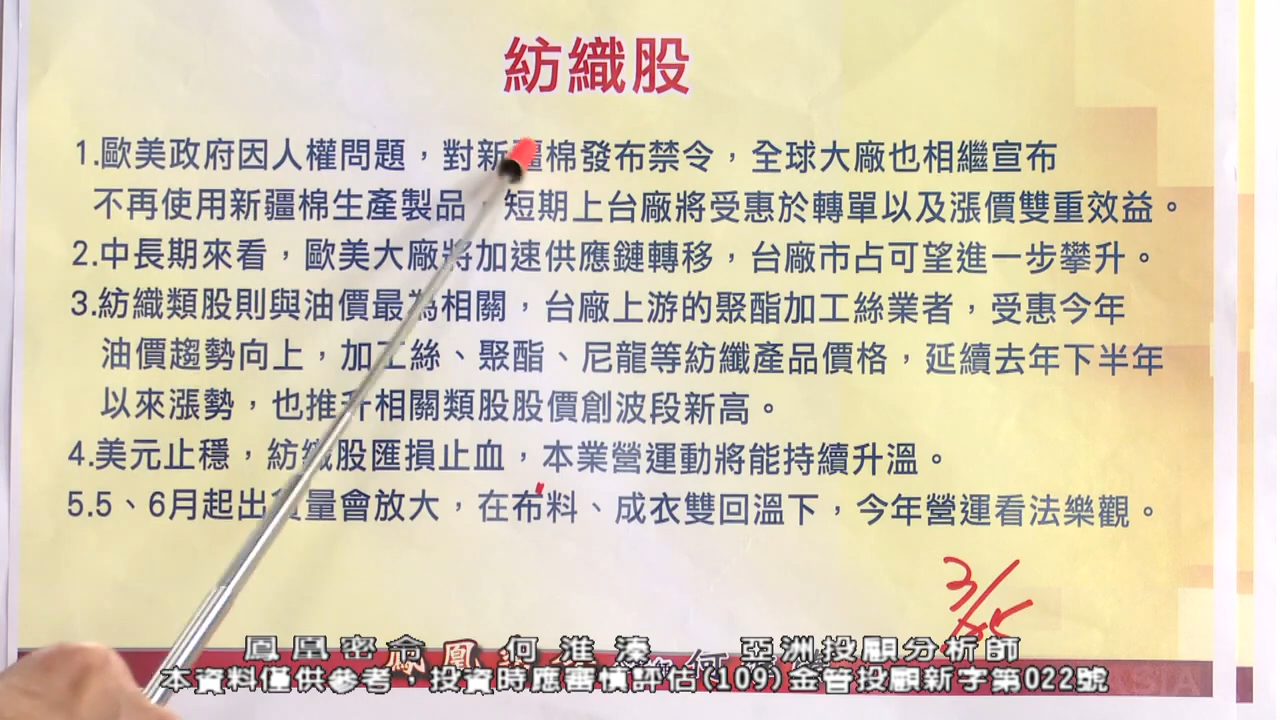 紡織股
1.歐美政府因人權問題，對新疆棉發布禁令，全球大廠也相繼宣布
不再使用新疆棉生產製品，短期上台廠將受惠於轉單以及漲價雙重效益。
2.中長期來看，歐美大廠將加速供應鏈轉移，台廠市占可望進一步攀升。
3.紡織類股則與油價最為相關，台廠上游的聚酯加工絲業者，受惠今年
油價趨勢向上，加工絲、聚酯、尼龍等紡纖產品價格，延續去年下半年
以來漲勢，也推升相關類股股價創波段新高。
4.美元止穩，紡織股匯損止血，本業營運動將能持續升溫。
5.5、6月起出貨量會放大，在布料、成衣雙回溫下，今年營運看法樂觀。
鳳凰密令 何淮溱 亞洲投顧分析師
本資料僅供參考，投資時應審慎評估(109)金管投顧新字第022號